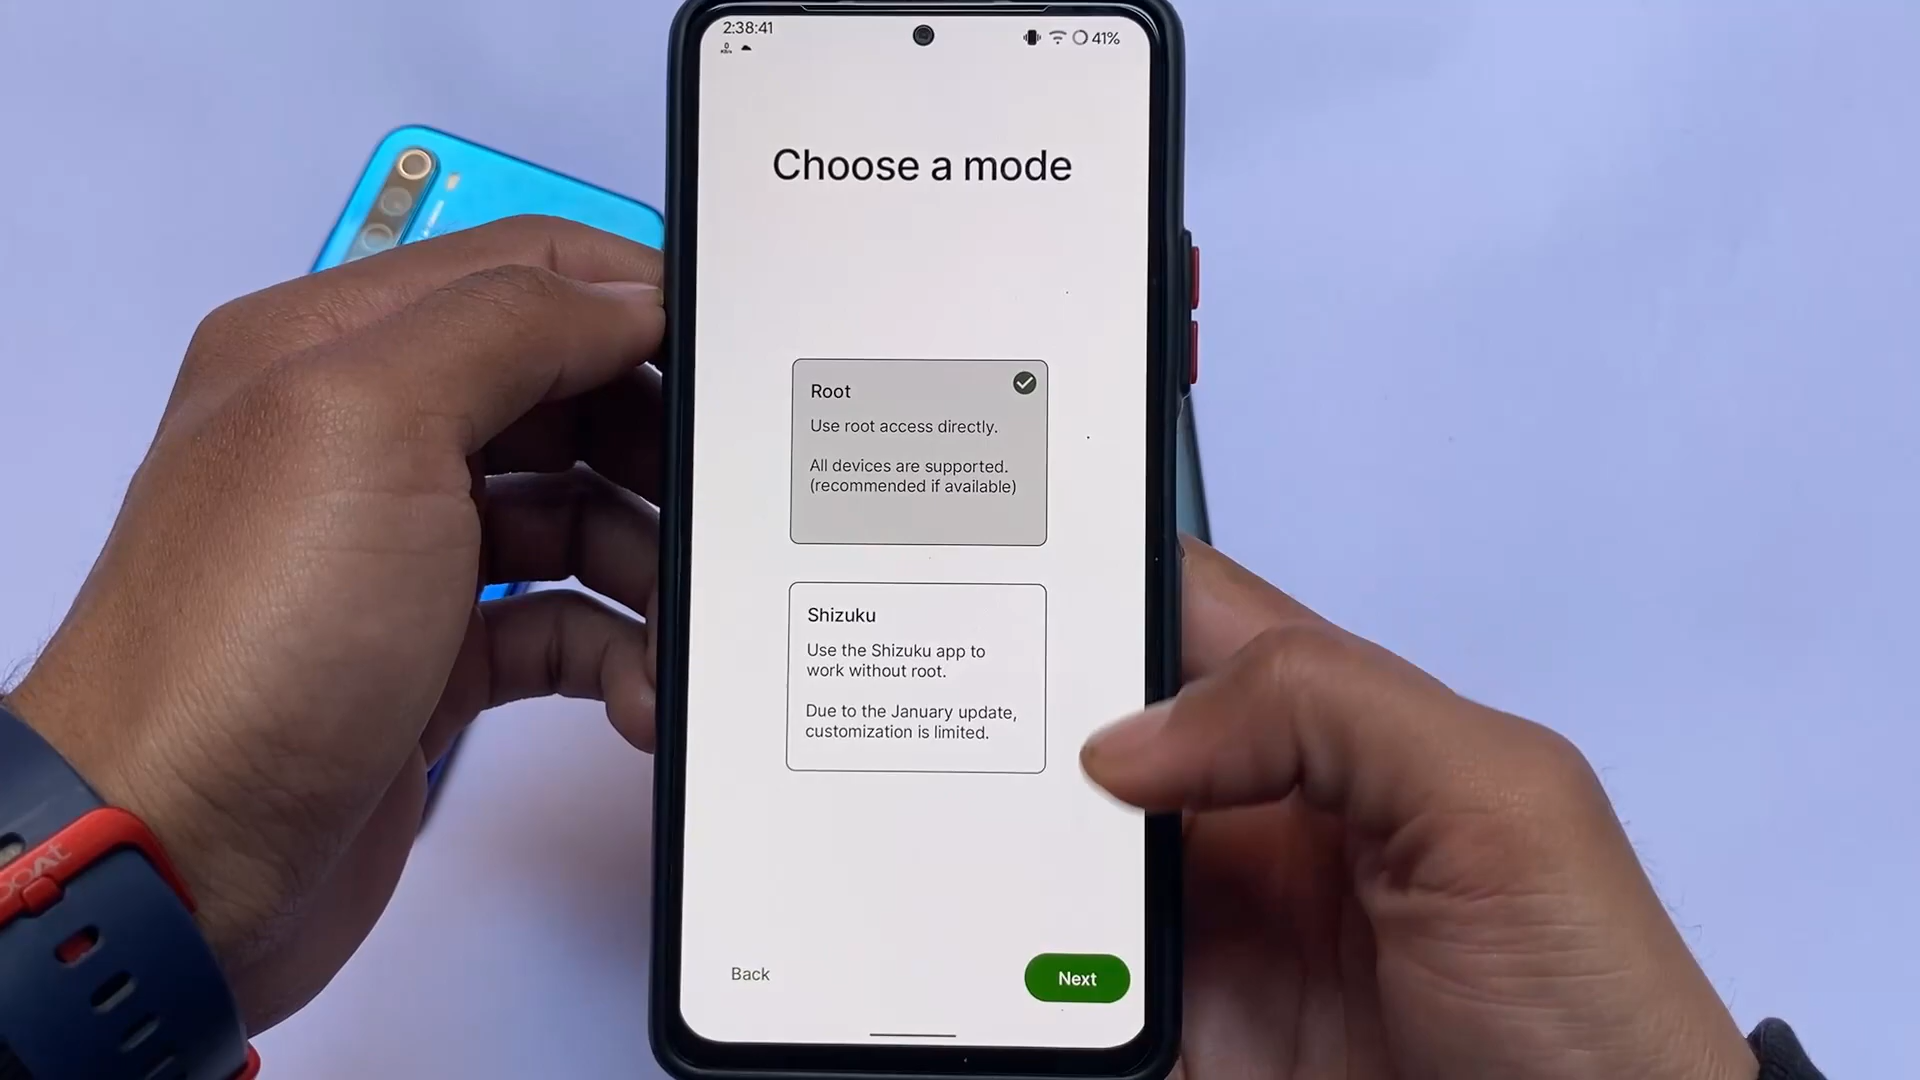 2:38:41
41%
Choose a mode
Root
Use root access directly.
All devices are supported.
(recommended if available)
Shizuku
Use the Shizuku app to
work without root.
Due to the January update,
customization is limited.
Back
Next